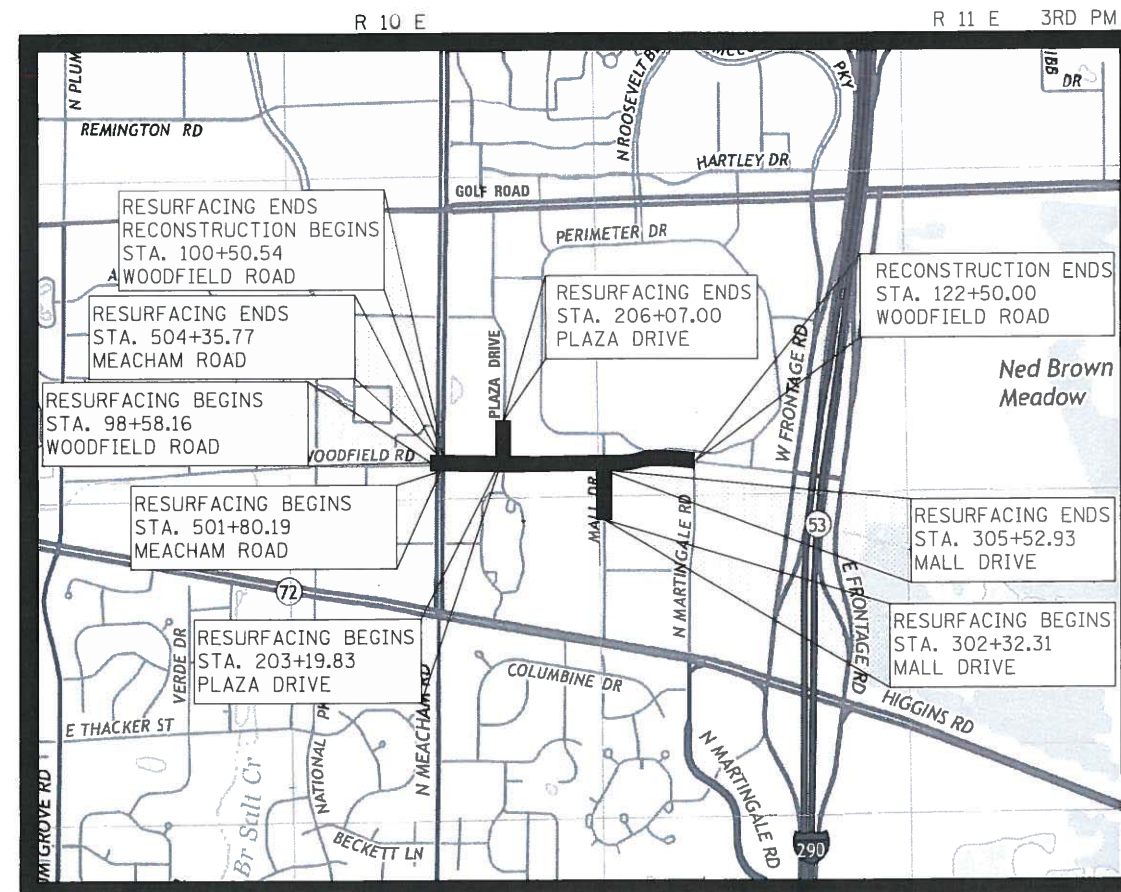 R 10 E
R 11 E 3RD PM
N PLUM
REMINGTON RD
N ROOSEVELT BL
PKY
DR
HARTLEY DR
GOLF ROAD
PERIMETER DR
RESURFACING ENDS
RECONSTRUCTION BEGINS
STA. 100+50.54
WOODFIELD ROAD
A
RESURFACING ENDS
STA. 504+35.77
MEACHAM ROAD
RESURFACING BEGINS
STA. 98+58.16
WOODFIELD ROAD
RESURFACING ENDS
STA. 206+07.00
PLAZA DRIVE
RECONSTRUCTION ENDS
STA. 122+50.00
WOODFIELD ROAD
PLAZA DRIVE
W FRONTAGE RD
Ned Brown
Meadow
OODFIELD RD
RESURFACING BEGINS
STA. 501+80.19
MEACHAM ROAD
MALL DR
N MARTINGALE RD
53
RESURFACING ENDS
STA. 305+52.93
MALL DRIVE
72
RESURFACING BEGINS
STA. 203+19.83
PLAZA DRIVE
RESURFACING BEGINS
STA. 302+32.31
MALL DRIVE
E FRONTAGE RD
VERDE DR
COLUMBINE DR
HIGGINS RD
E THACKER ST
NATIONAL PK
N MEACHAM RD
N MARTINGALE RD
UM GROVE RD
Br Salt Cr
BECKETT LN
290